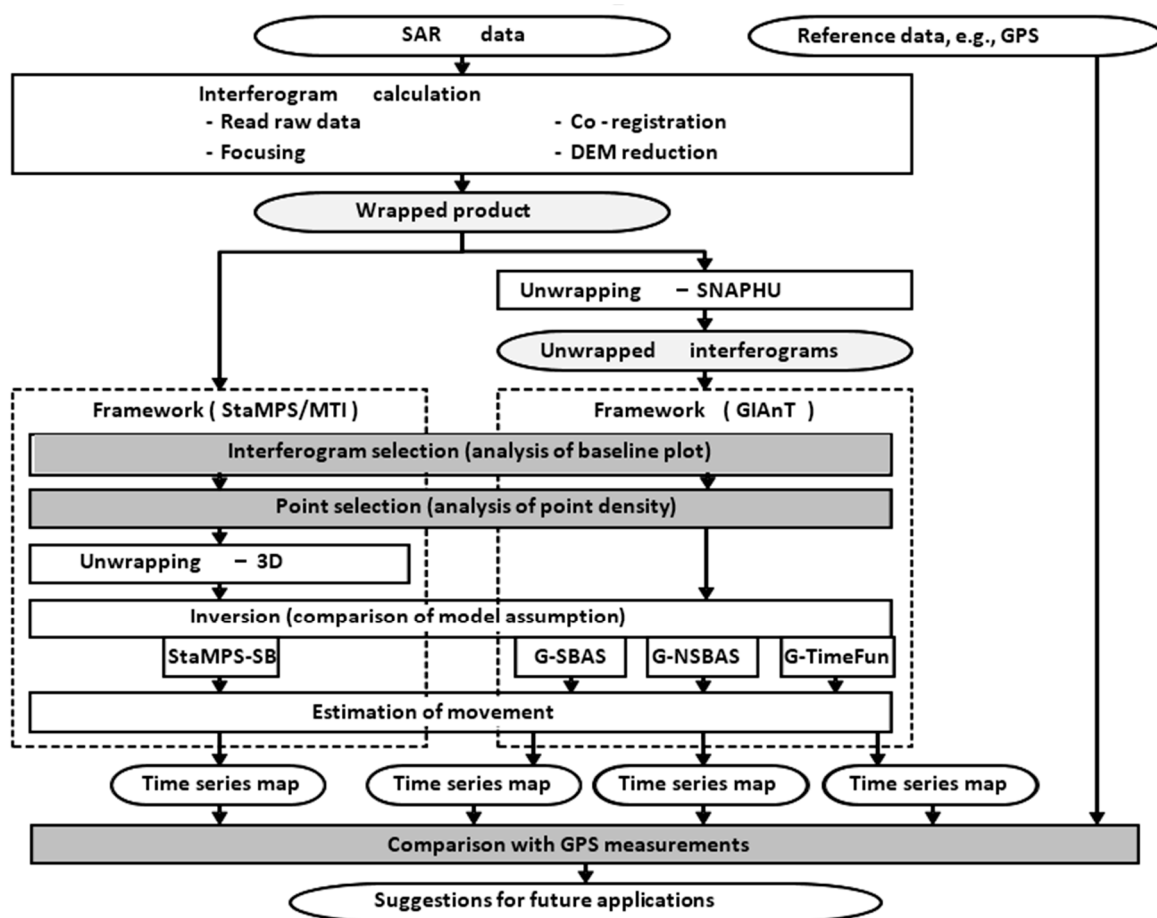 SAR data
Reference data, e.g., GPS
Interferogram calculation
- Read raw data
- Co - registration
- Focusing
- DEM reduction
Wrapped product
Unwrapping – SNAPHU
Unwrapped interferograms
Framework ( StaMPS/MTI )
Framework ( GIAnT )
Interferogram selection (analysis of baseline plot)
Point selection (analysis of point density)
Unwrapping – 3D
Inversion (comparison of model assumption)
StaMPS-SB
G-SBAS
G-NSBAS
G-TimeFun
Estimation of movement
Time series map
Time series map
Time series map
Time series map
Comparison with GPS measurements
Suggestions for future applications